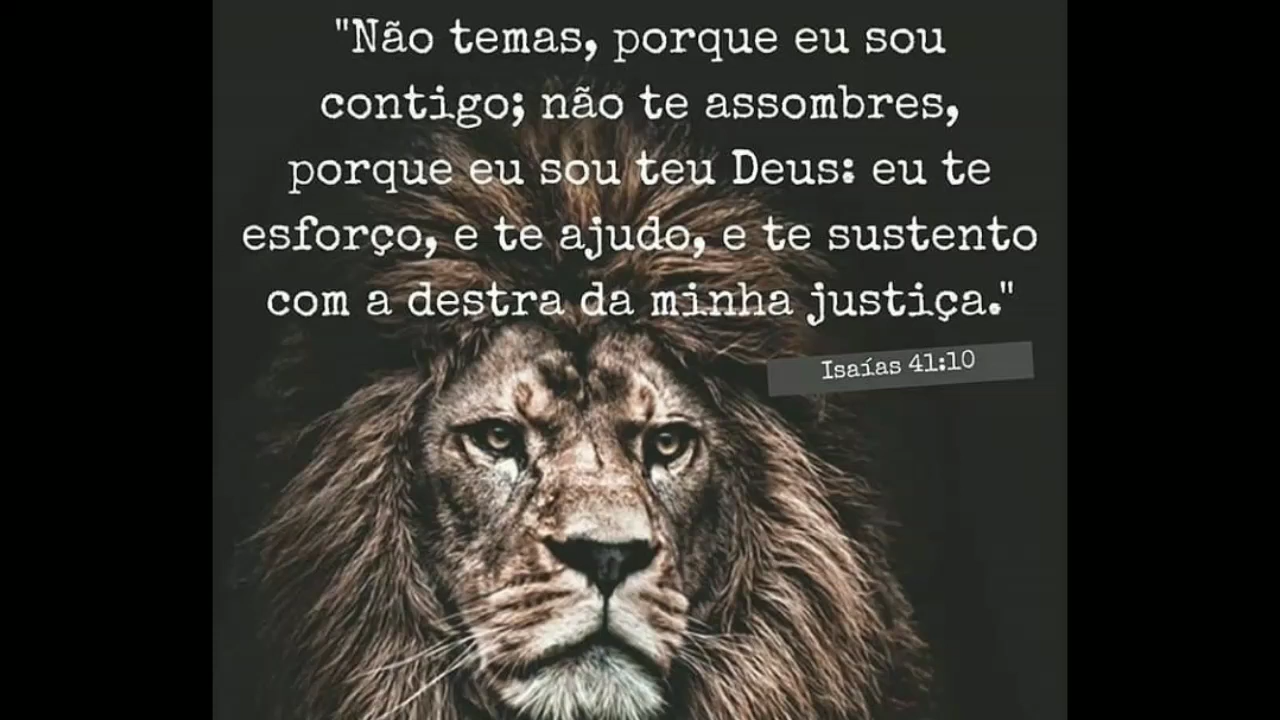 "Não temas, porque eu sou
contigo; não te assombres,
porque eu sou teu Deus: eu te
esforço, e te ajudo, e te sustento
com a destra da minha justiça."
Isaías 41:10